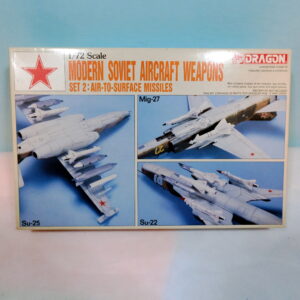 1/72 Scale
MODERN SOVIET AIRCRAFT WEAPONS
SET 2: AIR-TO-SURFACE MISSILES
DRAGON
Mig-27
Su-25
Su-22